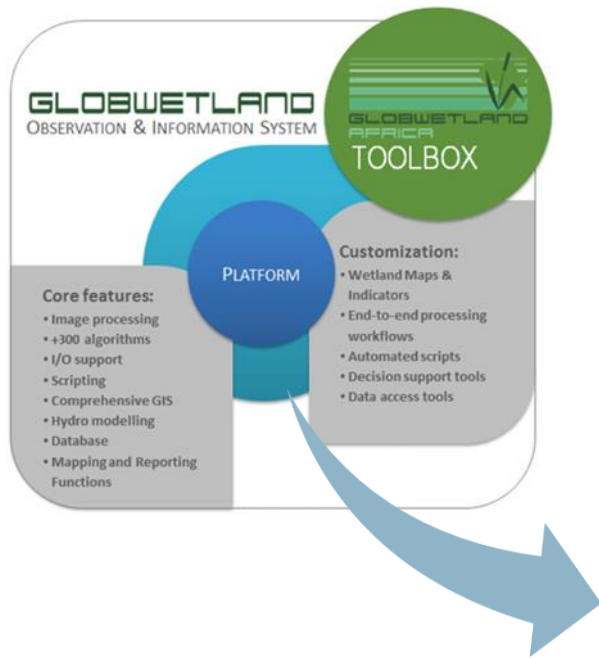 GLOBWETLAND
OBSERVATION & INFORMATION SYSTEM
GLOBWETLAND
AFRICA
TOOLBOX
PLATFORM
Customization:
• Wetland Maps &
Indicators
• End-to-end processing
workflows
• Automated scripts
• Decision support tools
• Data access tools
Core features:
• Image processing
• +300 algorithms
• I/O support
• Scripting
• Comprehensive GIS
• Hydro modelling
• Database
• Mapping and Reporting
Functions